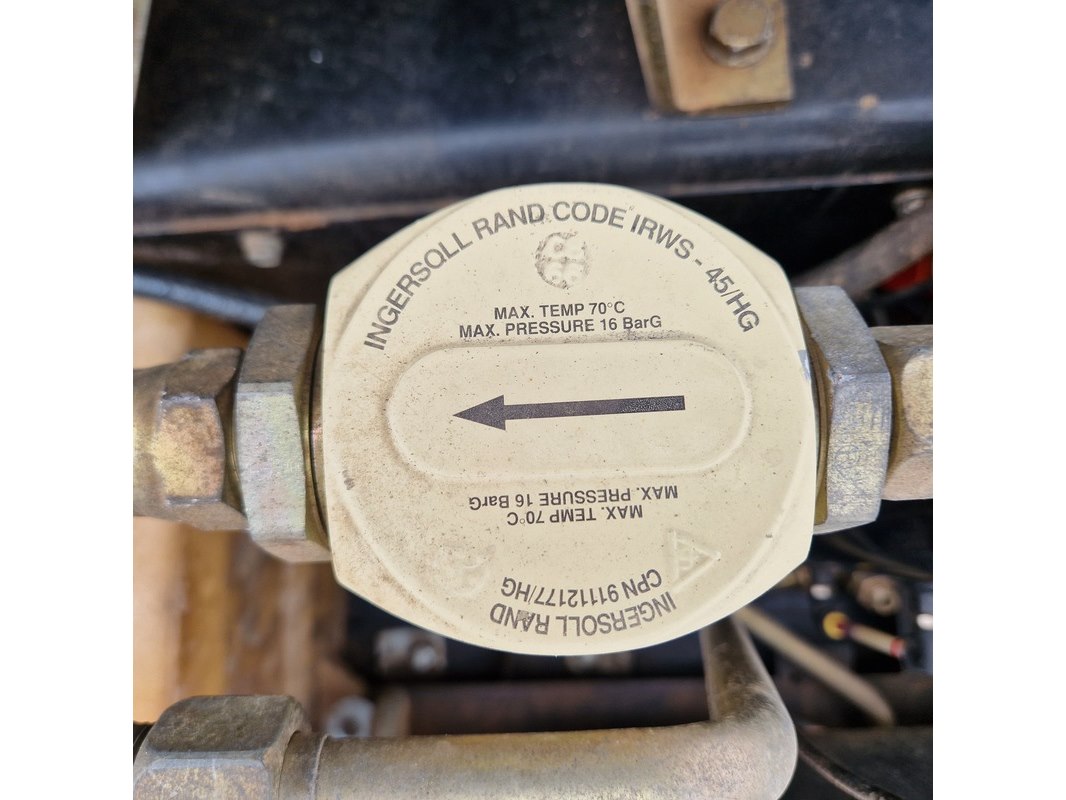 INGERSOLL RAND CODE IRWS - 45/HG
MAX. TEMP 70°C
MAX. PRESSURE 16 BarG
MAX. PRESSURE 16 BarG
MAX. TEMP 70°C
CPN 91112177/HG
INGERSOLL RAND